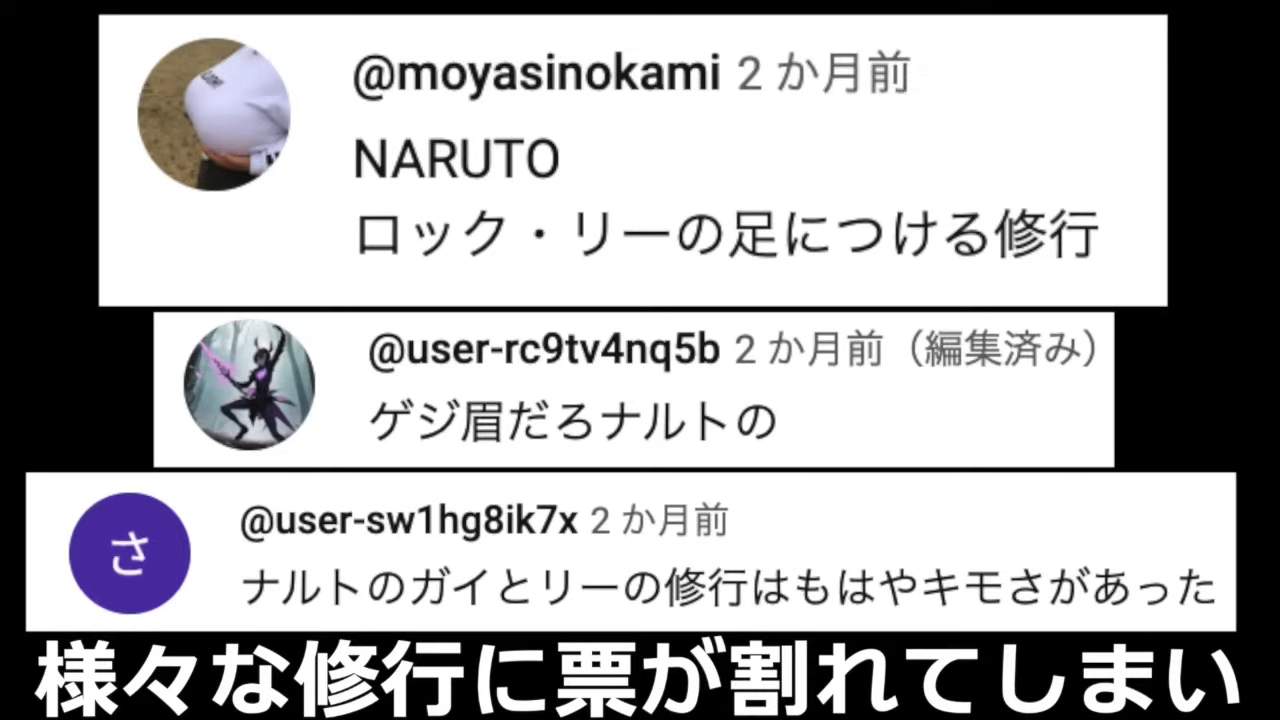 @moyasinokami 2 か月前
NARUTO
ロック・リーの足につける修行
@user-rc9tv4nq5b 2 か月前（編集済み）
ゲジ眉だろナルトの
さ
@user-sw1hg8ik7x 2 か月前
ナルトのガイとリーの修行はもはやキモさがあった
様々な修行に票が割れてしまい